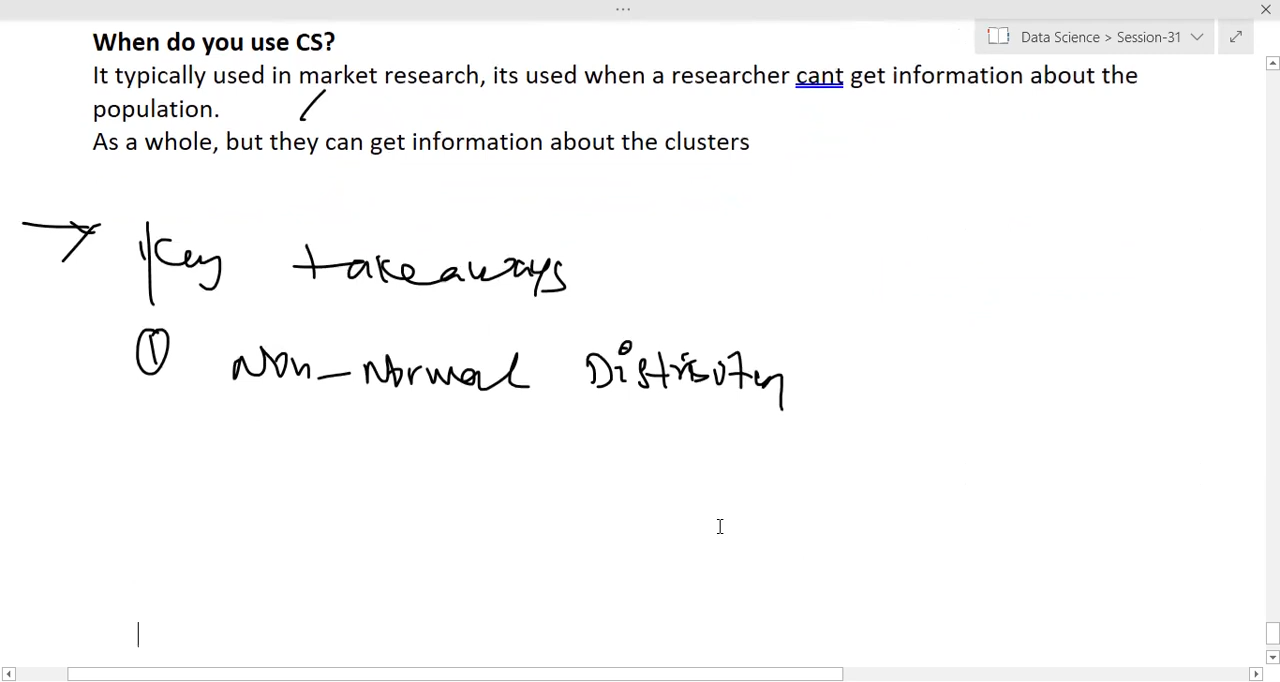 Data Science > Session-31
When do you use CS?
It typically used in market research, its used when a researcher cant get information about the
population.
As a whole, but they can get information about the clusters
→ Key takeaways
① Non-Normal Distribution